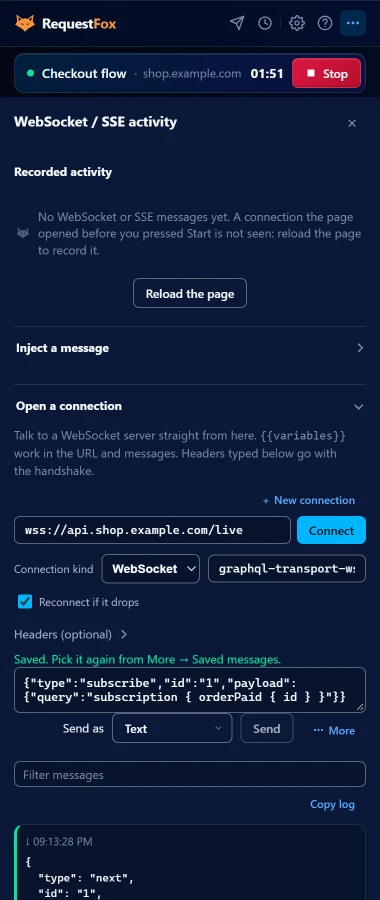 RequestFox
Checkout flow · shop.example.com 01:51 Stop
WebSocket / SSE activity
Recorded activity
No WebSocket or SSE messages yet. A connection the page
opened before you pressed Start is not seen: reload the page
to record it.
Reload the page
Inject a message
Open a connection
Talk to a WebSocket server straight from here. {{variables}}
work in the URL and messages. Headers typed below go with
the handshake.
+ New connection
wss://api.shop.example.com/live Connect
Connection kind WebSocket graphql-transport-ws
Reconnect if it drops
Headers (optional)
Saved. Pick it again from More → Saved messages.
{"type":"subscribe","id":"1","payload":
{"query":"subscription { orderPaid { id } }"}}
Send as Text Send ··· More
Filter messages
Copy log
↓ 09:13:28 PM
{
"type": "next",
"id": "1",